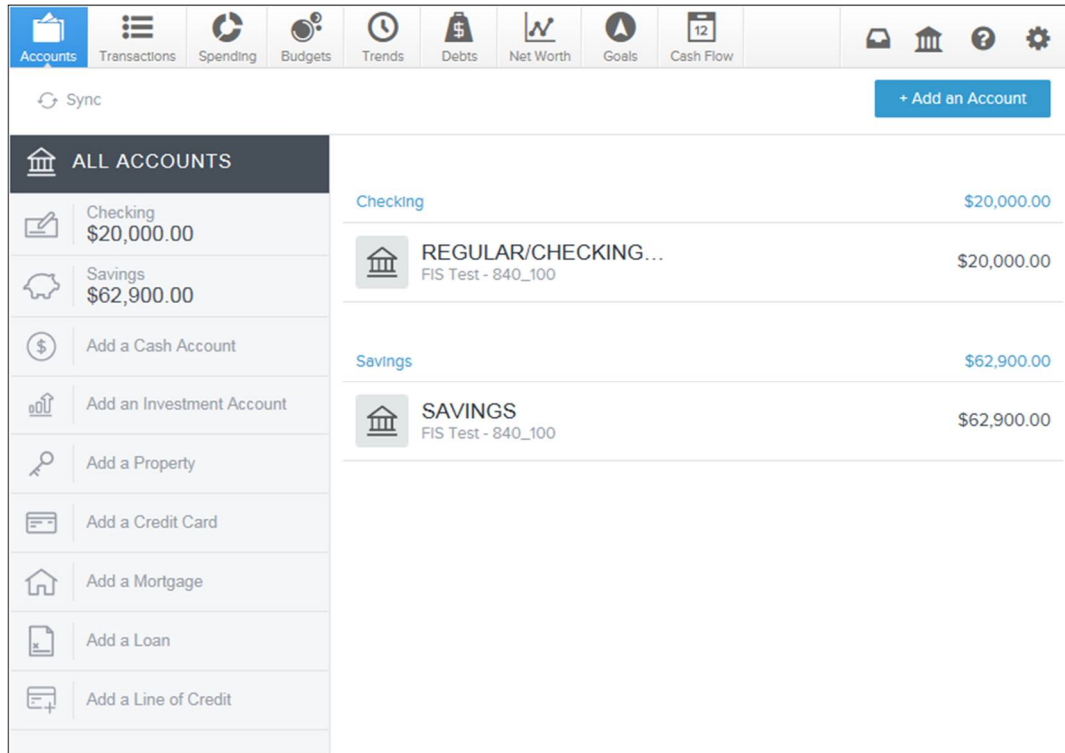 Accounts
Transactions
Spending
Budgets
Trends
Debts
Net Worth
Goals
12
Cash Flow
Sync
+ Add an Account
ALL ACCOUNTS
Checking
$20,000.00
Savings
$62,900.00
Add a Cash Account
Add an Investment Account
Add a Property
Add a Credit Card
Add a Mortgage
Add a Loan
Add a Line of Credit
Checking $20,000.00
REGULAR/CHECKING... $20,000.00
FIS Test - 840_100
Savings $62,900.00
SAVINGS $62,900.00
FIS Test - 840_100